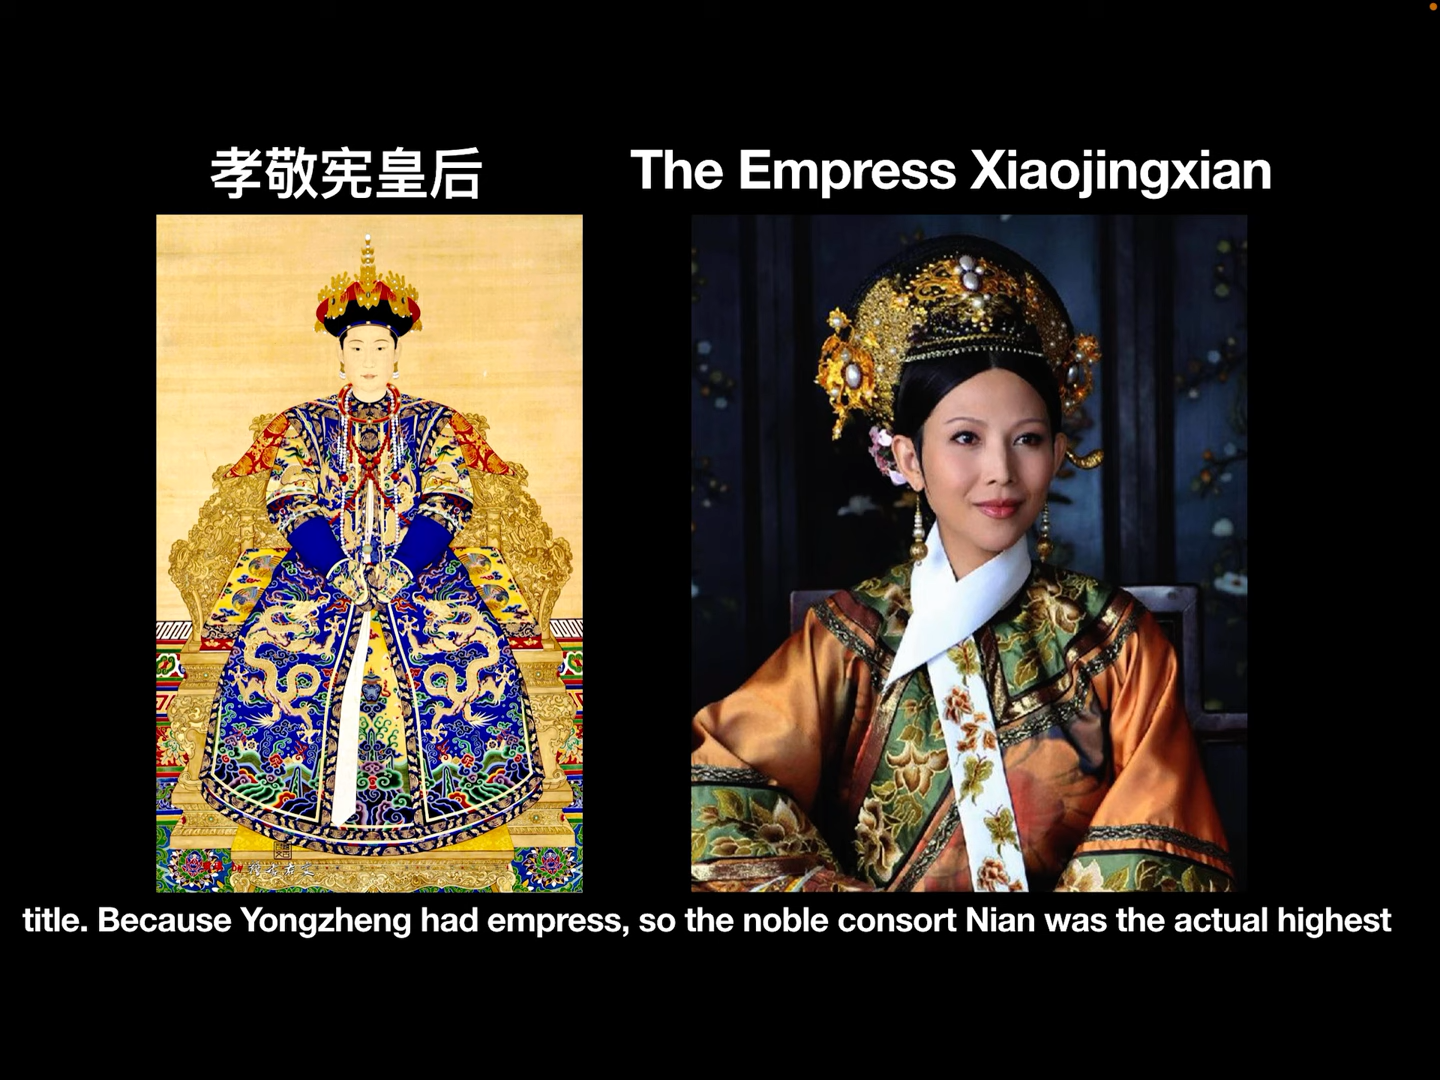 孝敬宪皇后
The Empress Xiaojingxian
title. Because Yongzheng had empress, so the noble consort Nian was the actual highest